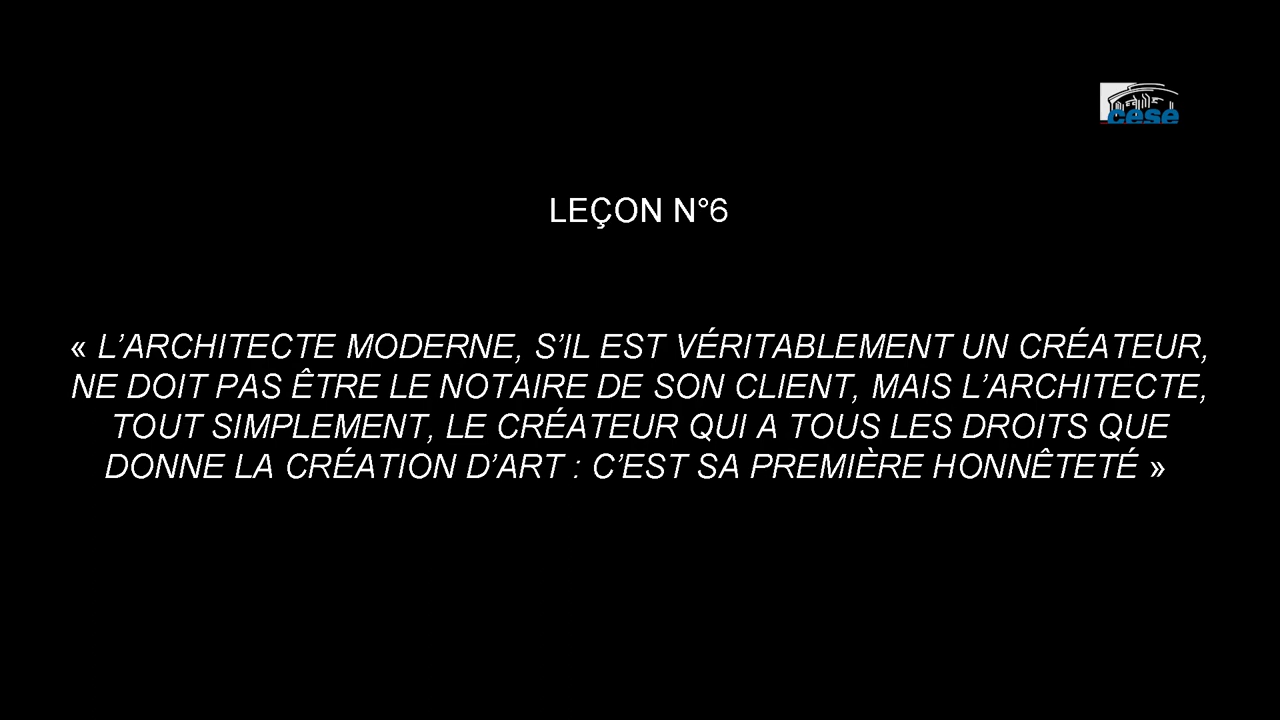 cese
LEÇON N°6
« L’ARCHITECTE MODERNE, S’IL EST VÉRITABLEMENT UN CRÉATEUR,
NE DOIT PAS ÊTRE LE NOTAIRE DE SON CLIENT, MAIS L’ARCHITECTE,
TOUT SIMPLEMENT, LE CRÉATEUR QUI A TOUS LES DROITS QUE
DONNE LA CRÉATION D’ART : C’EST SA PREMIÈRE HONNÊTETÉ »